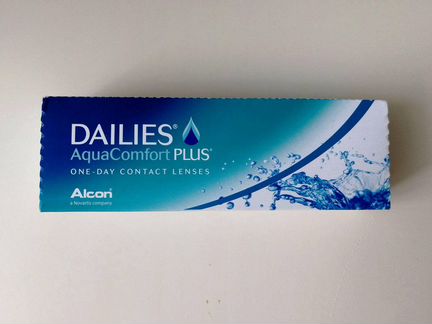 DAILIES®
AquaComfort PLUS®
ONE-DAY CONTACT LENSES
Alcon®
a Novartis company